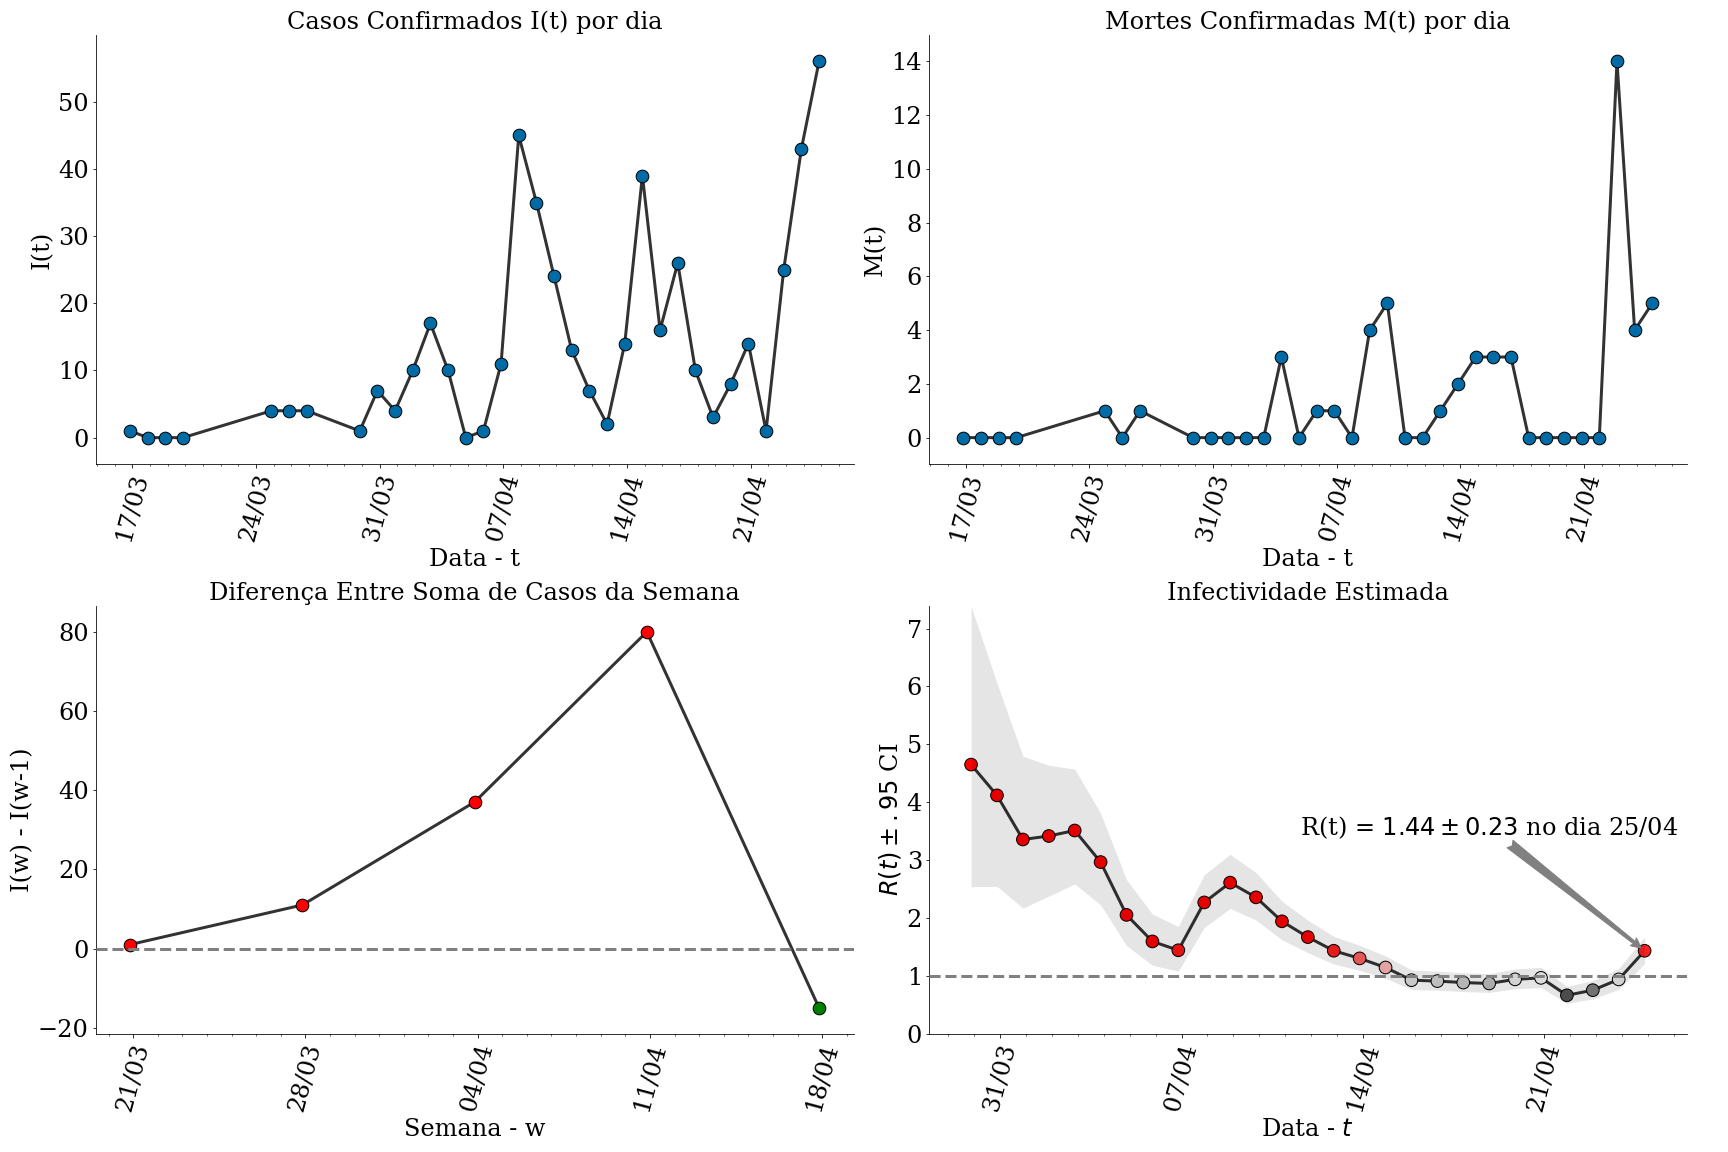 Casos Confirmados I(t) por dia
I(t)
50
40
30
20
10
0
17/03 24/03 31/03 07/04 14/04 21/04
Data - t
Mortes Confirmadas M(t) por dia
M(t)
14
12
10
8
6
4
2
0
17/03 24/03 31/03 07/04 14/04 21/04
Data - t
Diferença Entre Soma de Casos da Semana
I(w) - I(w-1)
80
60
40
20
0
−20
21/03 28/03 04/04 11/04 18/04
Semana - w
Infectividade Estimada
R(t) ± .95 CI
7
6
5
4
3
2
1
0
R(t) = 1.44 ± 0.23 no dia 25/04
31/03 07/04 14/04 21/04
Data - t